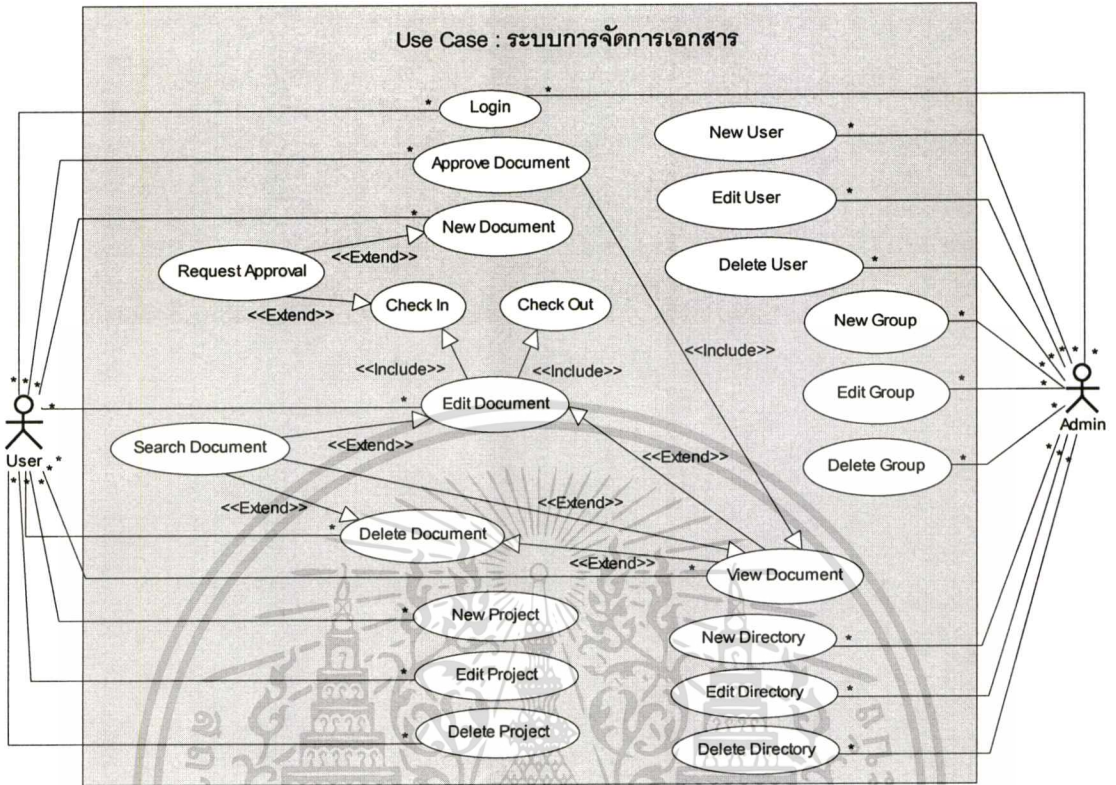 Use Case : ระบบการจัดการเอกสาร
* Login *
New User *
* Approve Document
Edit User *
* New Document
<<Extend>>
Delete User *
Request Approval
<<Extend>>
Check In
Check Out
New Group *
<<Include>>
<<Include>>
<<Include>>
* * *
* * * * *
* Edit Document
Edit Group *
User
Admin
Search Document
<<Extend>>
<<Extend>>
Delete Group *
<<Extend>>
<<Extend>>
* Delete Document
<<Extend>>
* View Document
* New Project
New Directory *
* Edit Project
Edit Directory *
* Delete Project
Delete Directory *